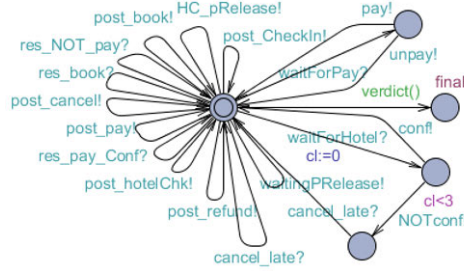 HC_pRelease!
pay!
post_book!
post_CheckIn!
res_NOT_pay?
unpay!
res_book?
waitForPay?
final
verdict()
post_cancel!
post_pay!
conf!
waitForHotel?
res_pay_Conf?
cl:=0
post_hotelChk!
waitingPRelease!
cl<3
post_refund!
cancel_late?
NOTconf
cancel_late?